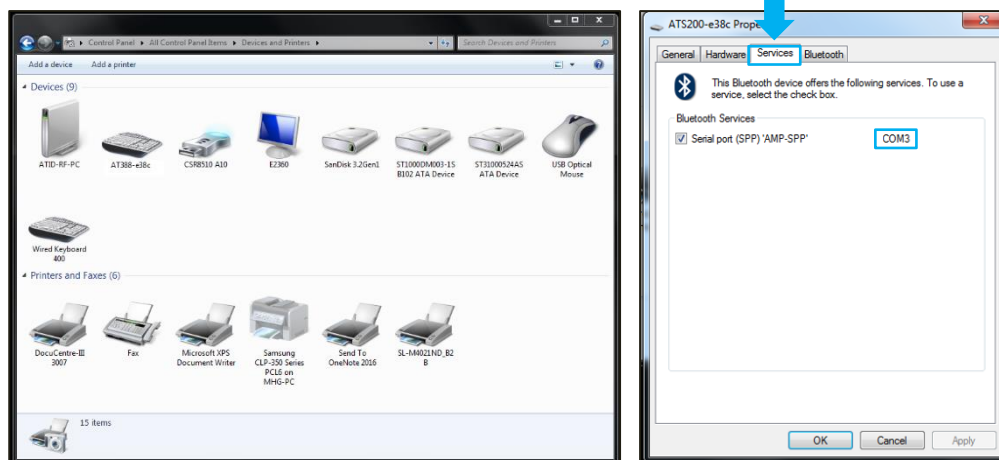 Control Panel ▸ All Control Panel Items ▸ Devices and Printers ▸
Search Devices and Printers
Add a device Add a printer
Devices (9)
ATID-RF-PC
AT388-e38c
CSR8510 A10
E2360
SanDisk 3.2Gen1
ST1000DM003-1S
B102 ATA Device
ST31000524AS
ATA Device
USB Optical
Mouse
Wired Keyboard
400
Printers and Faxes (6)
DocuCentre-III
3007
Fax
Microsoft XPS
Document Writer
Samsung
CLP-350 Series
PCL6 on
MHG-PC
Send To
OneNote 2016
SL-M4021ND_B2
B
15 items
ATS200-e38c Prope
General Hardware Services Bluetooth
This Bluetooth device offers the following services. To use a
service, select the check box.
Bluetooth Services
Serial port (SPP) 'AMP-SPP' COM3
OK Cancel Apply